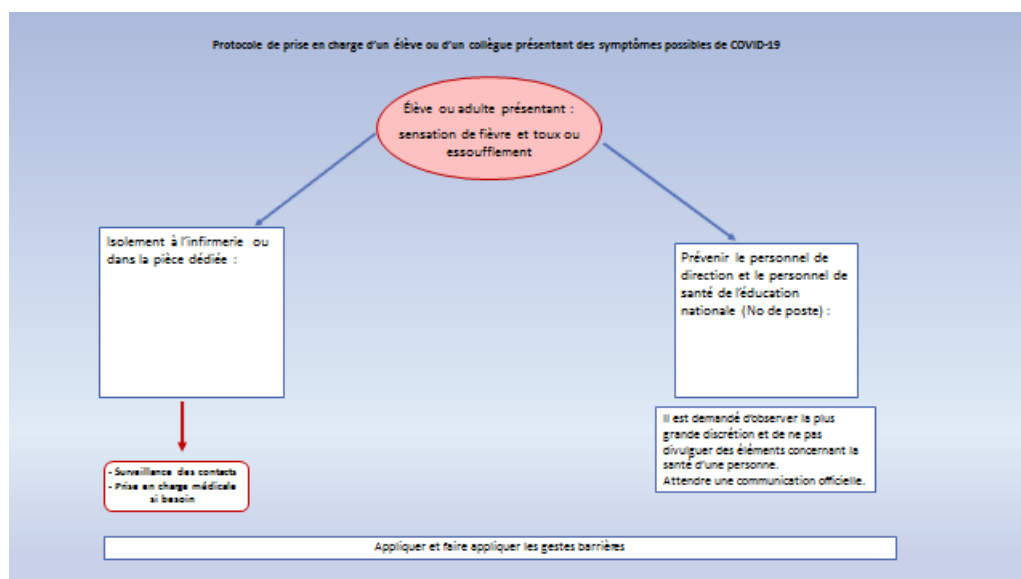 Protocole de prise en charge d'un élève ou d'un collègue présentant des symptômes possibles de COVID-19
Élève ou adulte présentant :
sensation de fièvre et toux ou
essoufflement
Isolement à l'infirmerie ou
dans la pièce dédiée :
Prévenir le personnel de
direction et le personnel de
santé de l'éducation
nationale (No de poste) :
- Surveillance des contacts
- Prise en charge médicale
si besoin
Il est demandé d'observer la plus
grande discrétion et de ne pas
divulguer des éléments concernant la
santé d'une personne.
Attendre une communication officielle.
Appliquer et faire appliquer les gestes barrières